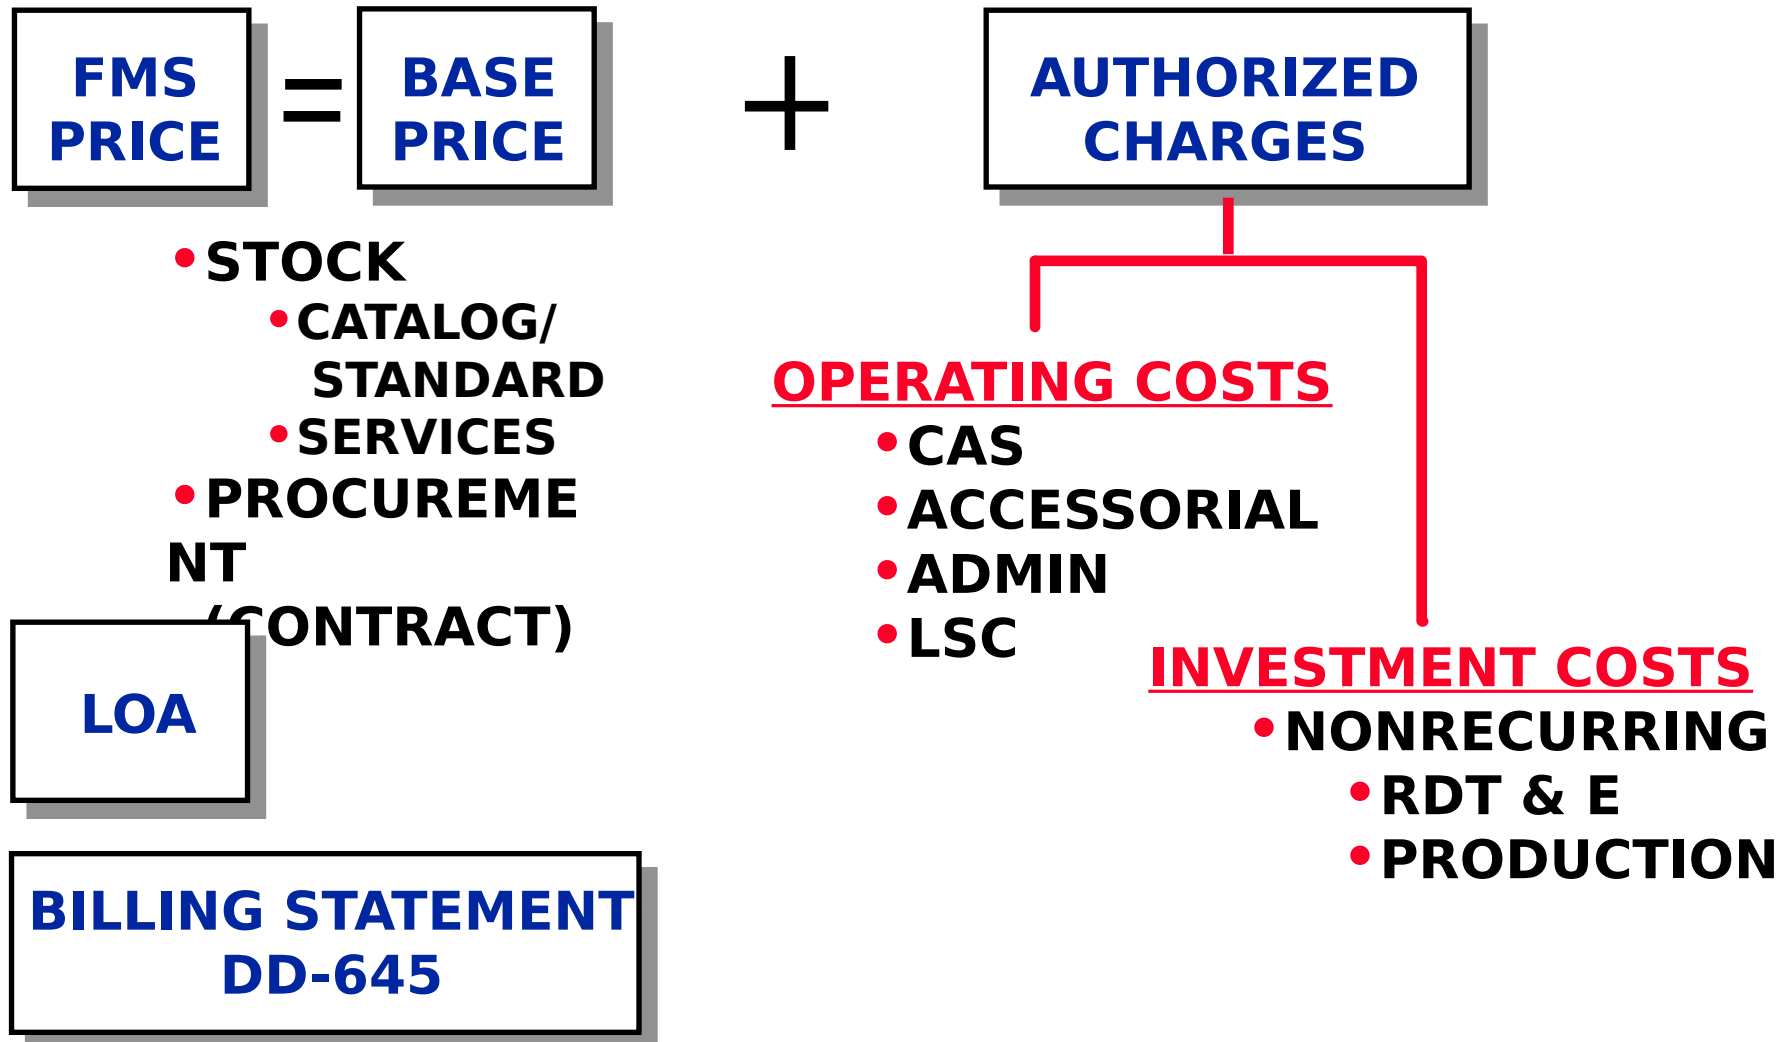 FMS
PRICE
=
BASE
PRICE
+
AUTHORIZED
CHARGES
•STOCK
•CATALOG/
STANDARD
•SERVICES
•PROCUREME
NT
(CONTRACT)
OPERATING COSTS
•CAS
•ACCESSORIAL
•ADMIN
•LSC
INVESTMENT COSTS
•NONRECURRING
•RDT & E
•PRODUCTION
LOA
BILLING STATEMENT
DD-645